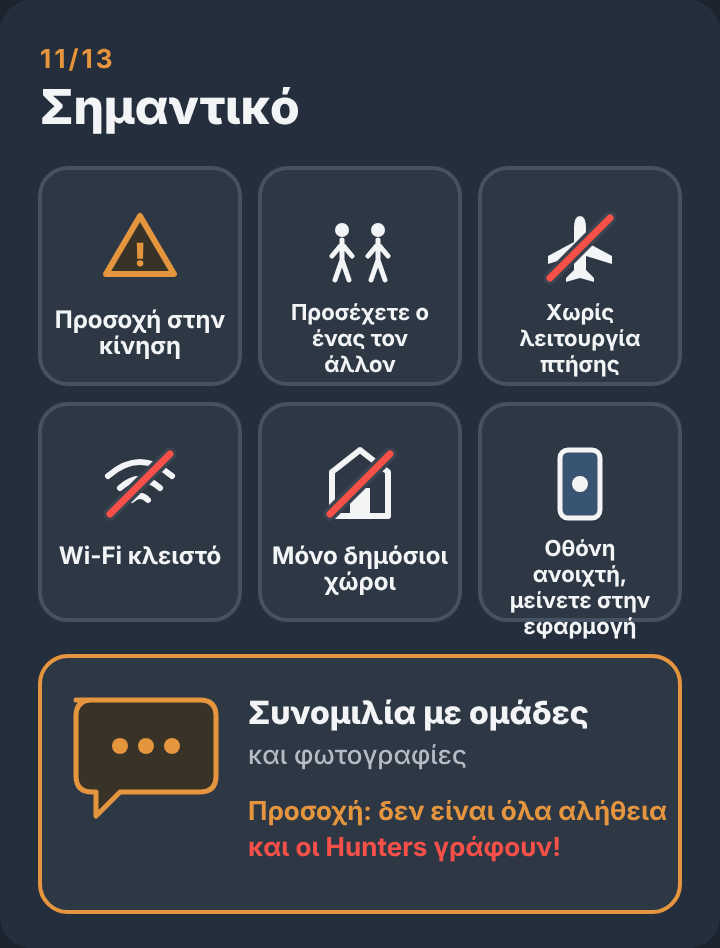 11/13
Σημαντικό
Προσοχή στην
κίνηση
Προσέχετε ο
ένας τον
άλλον
Χωρίς
λειτουργία
πτήσης
Wi-Fi κλειστό
Μόνο δημόσιοι
χώροι
Οθόνη
ανοιχτή,
μείνετε στην
εφαρμογή
Συνομιλία με ομάδες
και φωτογραφίες
Προσοχή: δεν είναι όλα αλήθεια
και οι Hunters γράφουν!